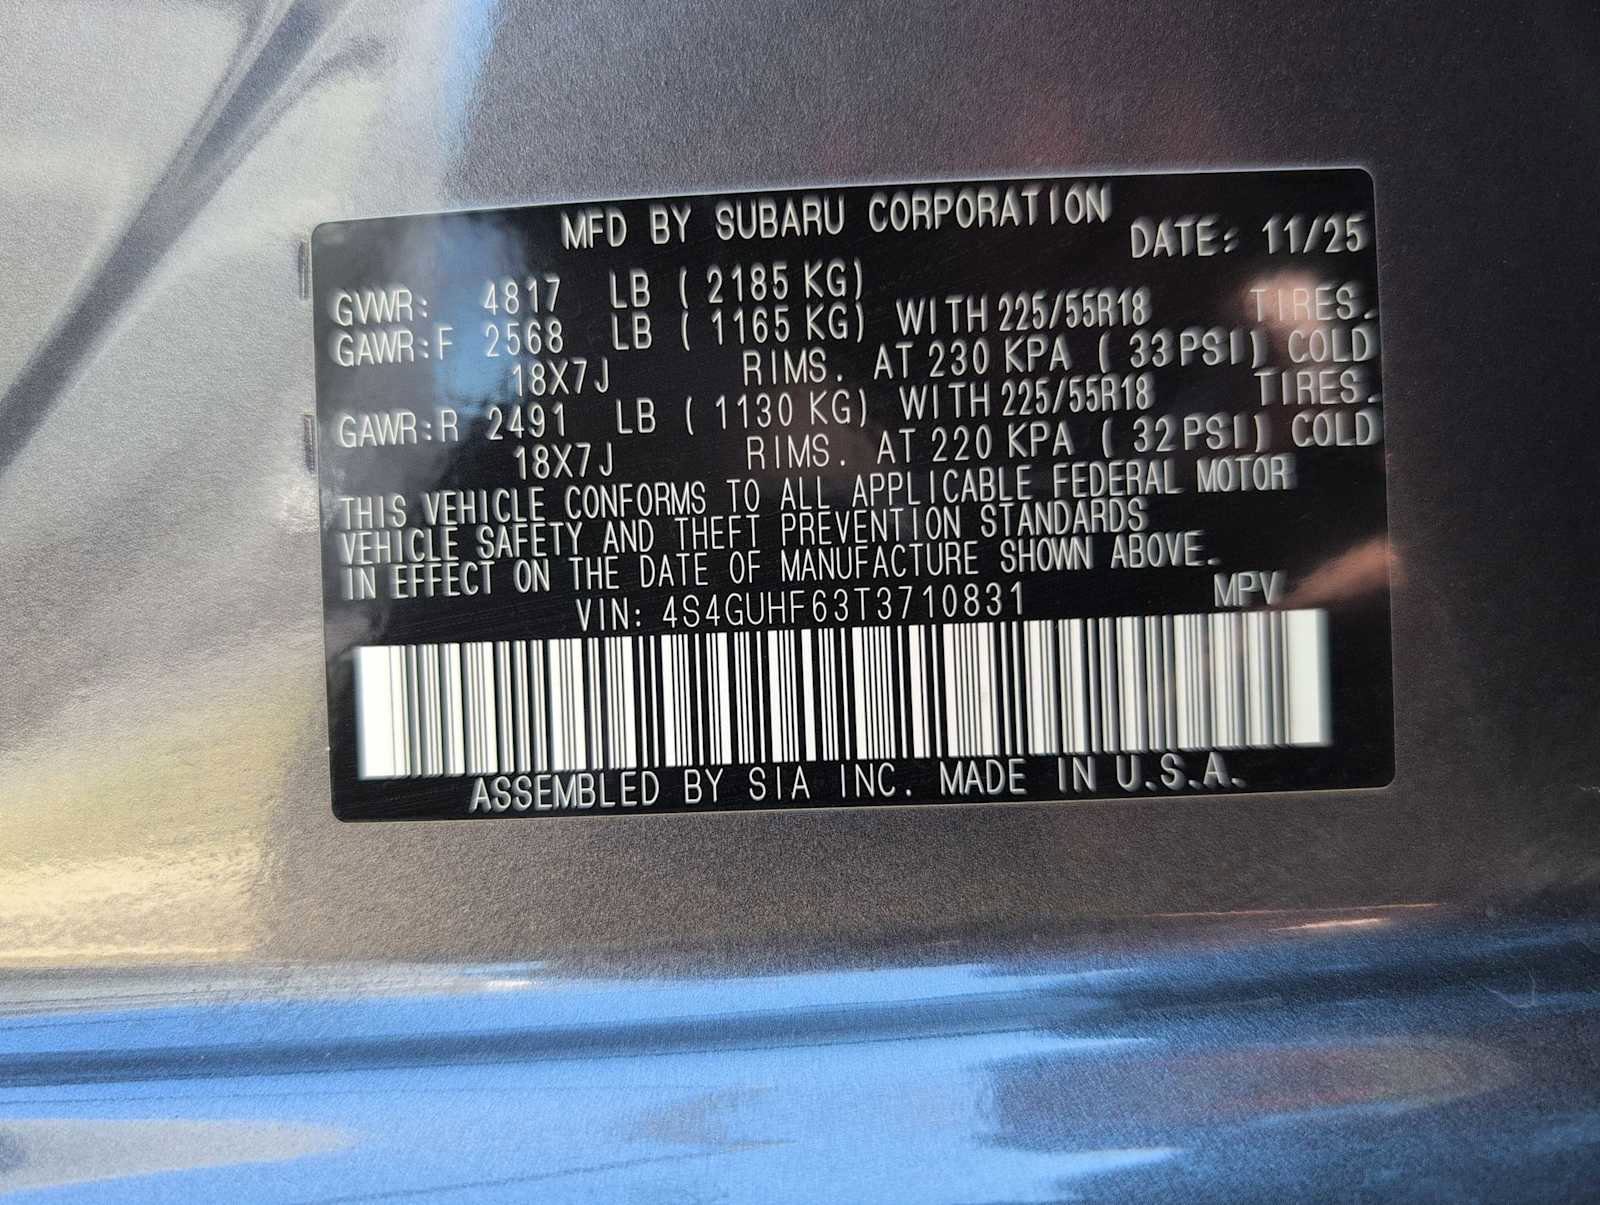 MFD BY SUBARU CORPORATION DATE: 11/25
GVWR: 4817 LB ( 2185 KG)
GAWR:F 2568 LB ( 1165 KG) WITH 225/55R18 TIRES.
18X7J RIMS. AT 230 KPA ( 33PSI) COLD
GAWR:R 2491 LB ( 1130 KG) WITH 225/55R18 TIRES.
18X7J RIMS. AT 220 KPA ( 32PSI) COLD
THIS VEHICLE CONFORMS TO ALL APPLICABLE FEDERAL MOTOR
VEHICLE SAFETY AND THEFT PREVENTION STANDARDS
IN EFFECT ON THE DATE OF MANUFACTURE SHOWN ABOVE.
VIN: 4S4GUHF63T3710831 MPV
ASSEMBLED BY SIA INC. MADE IN U.S.A.